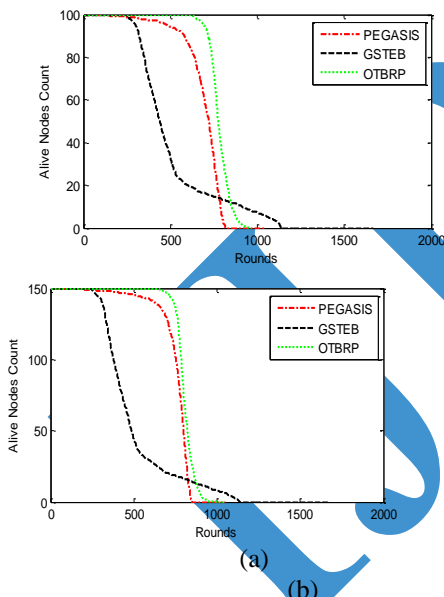 100
80
60
40
20
0
Alive Nodes Count
0 500 1000 1500 2000
Rounds
PEGASIS
GSTEB
OTBRP
150
100
50
0
Alive Nodes Count
0 500 1000 1500 2000
Rounds
PEGASIS
GSTEB
OTBRP
(a)
(b)